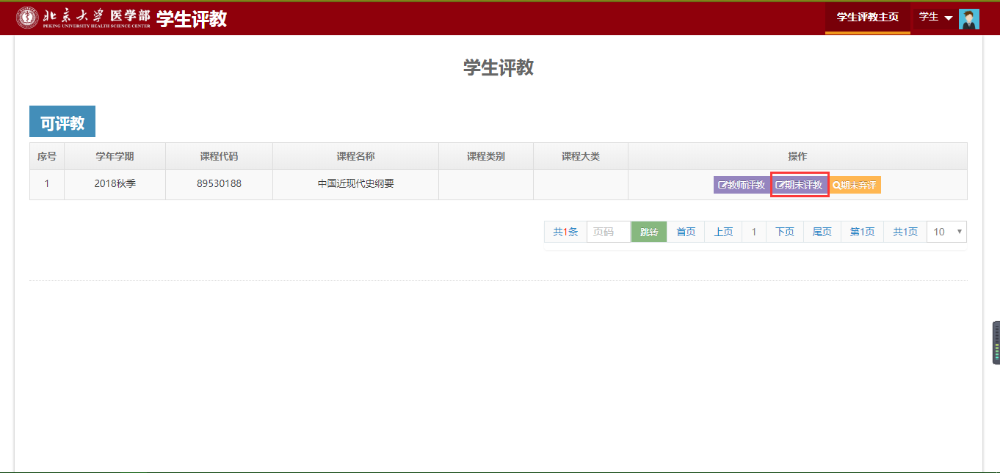 北京大学医学部 学生评教
PEKING UNIVERSITY HEALTH SCIENCE CENTER
学生评教主页 学生
学生评教
可评教
序号 学年学期 课程代码 课程名称 课程类别 课程大类 操作
1 2018秋季 89530188 中国近现代史纲要 教师评教 期末评教 期末弃评
共1条 页码 跳转 首页 上页 1 下页 尾页 第1页 共1页 10